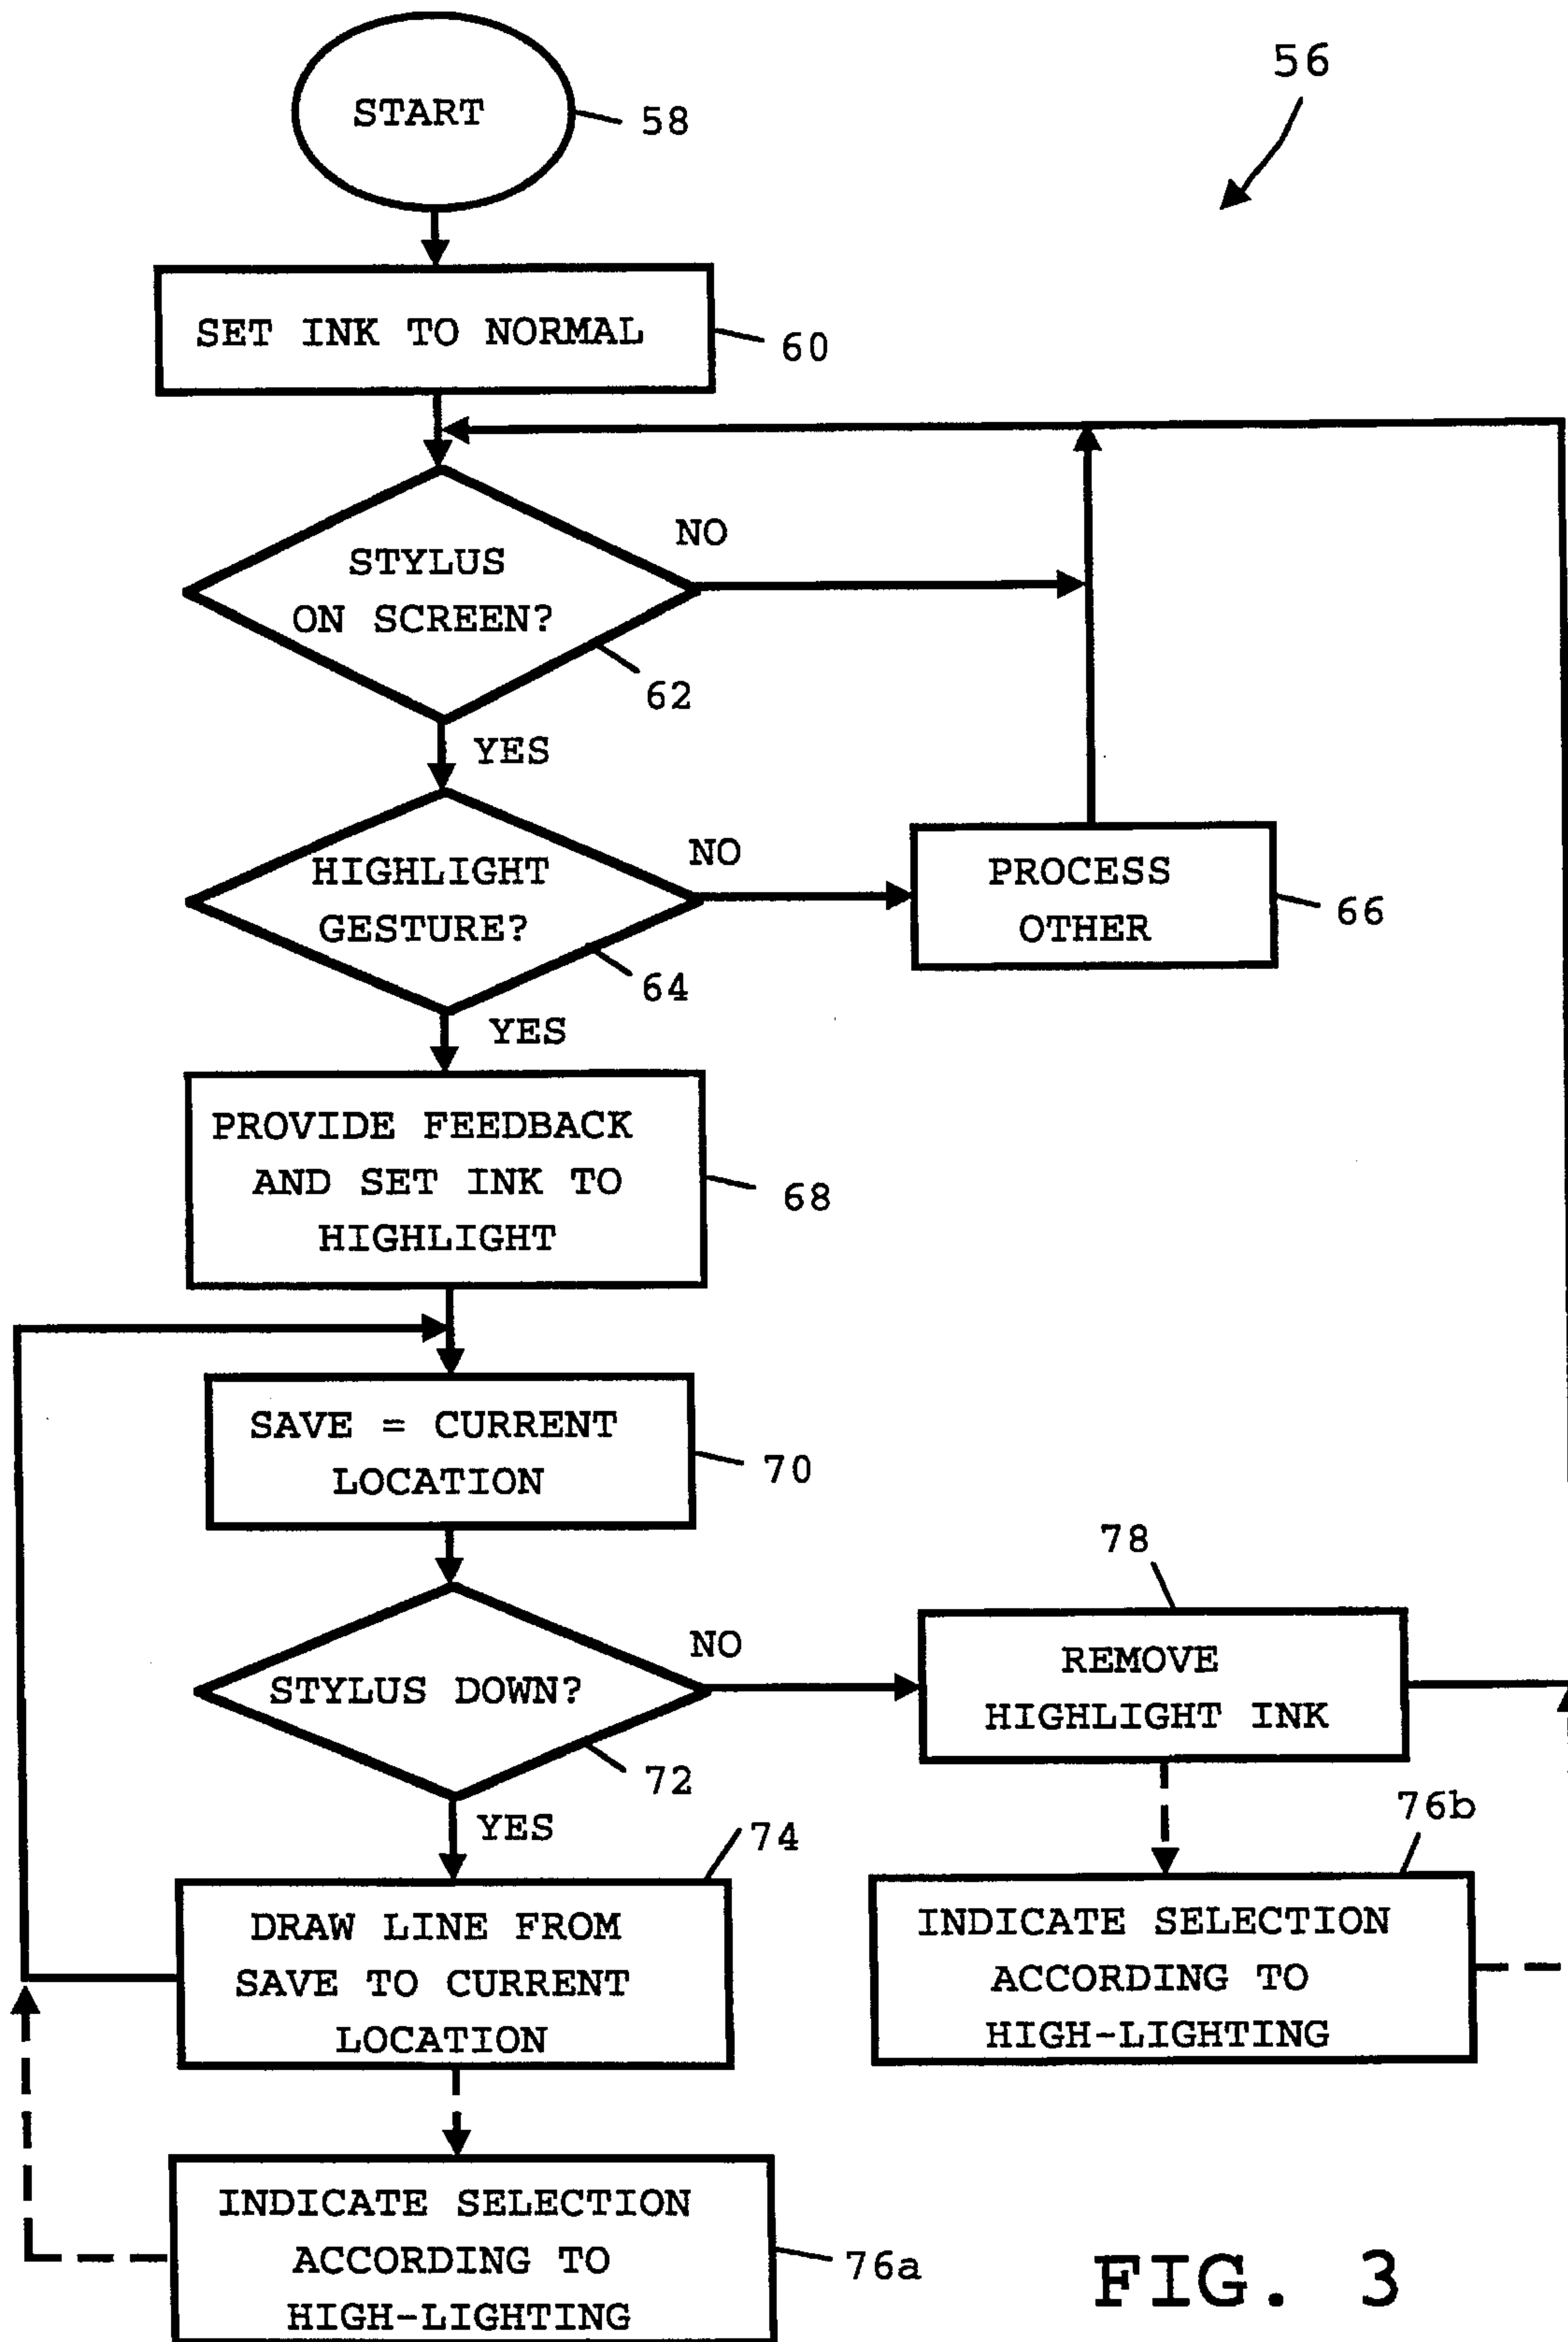 START
58
56
SET INK TO NORMAL
60
STYLUS
ON SCREEN?
NO
62
YES
HIGHLIGHT
GESTURE?
NO
64
PROCESS
OTHER
66
YES
PROVIDE FEEDBACK
AND SET INK TO
HIGHLIGHT
68
SAVE = CURRENT
LOCATION
70
STYLUS DOWN?
NO
72
78
REMOVE
HIGHLIGHT INK
YES
74
DRAW LINE FROM
SAVE TO CURRENT
LOCATION
76b
INDICATE SELECTION
ACCORDING TO
HIGH-LIGHTING
INDICATE SELECTION
ACCORDING TO
HIGH-LIGHTING
76a
FIG. 3